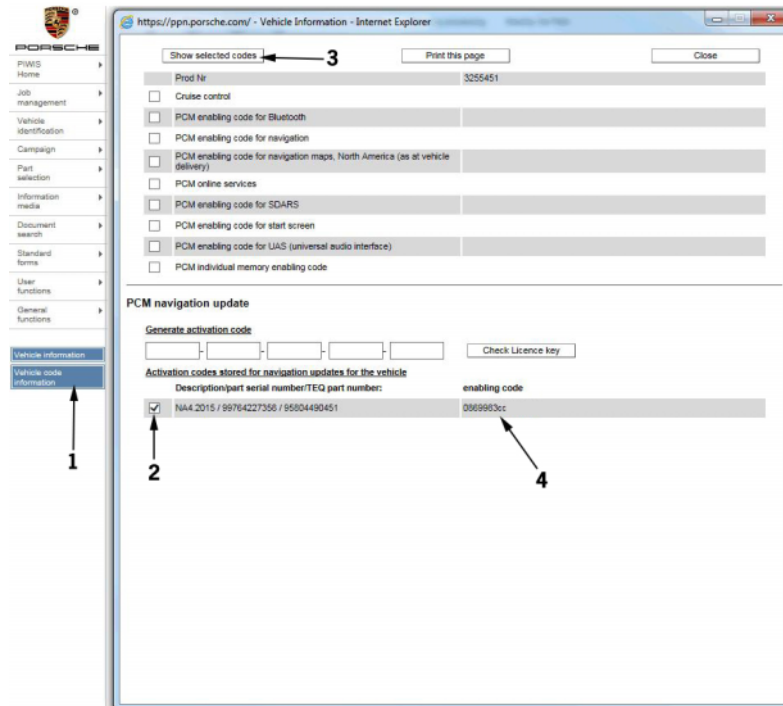 https://ppn.porsche.com/ - Vehicle Information - Internet Explorer
PORSCHE
PIWIS
Home
Job
management
Vehicle
identification
Campaign
Part
selection
Information
media
Document
search
Standard
forms
User
functions
General
functions
Vehicle information
Vehicle code
information
1
Show selected codes
3
Print this page
Close
Prod Nr 3255451
Cruise control
PCM enabling code for Bluetooth
PCM enabling code for navigation
PCM enabling code for navigation maps, North America (as at vehicle
delivery)
PCM online services
PCM enabling code for SDARS
PCM enabling code for start screen
PCM enabling code for UAS (universal audio interface)
PCM individual memory enabling code
PCM navigation update
Generate activation code
- - - - Check Licence key
Activation codes stored for navigation updates for the vehicle
Description/part serial number/TEQ part number: enabling code
NA4.2015 / 99764227356 / 95804490451 0869983cc
2
4